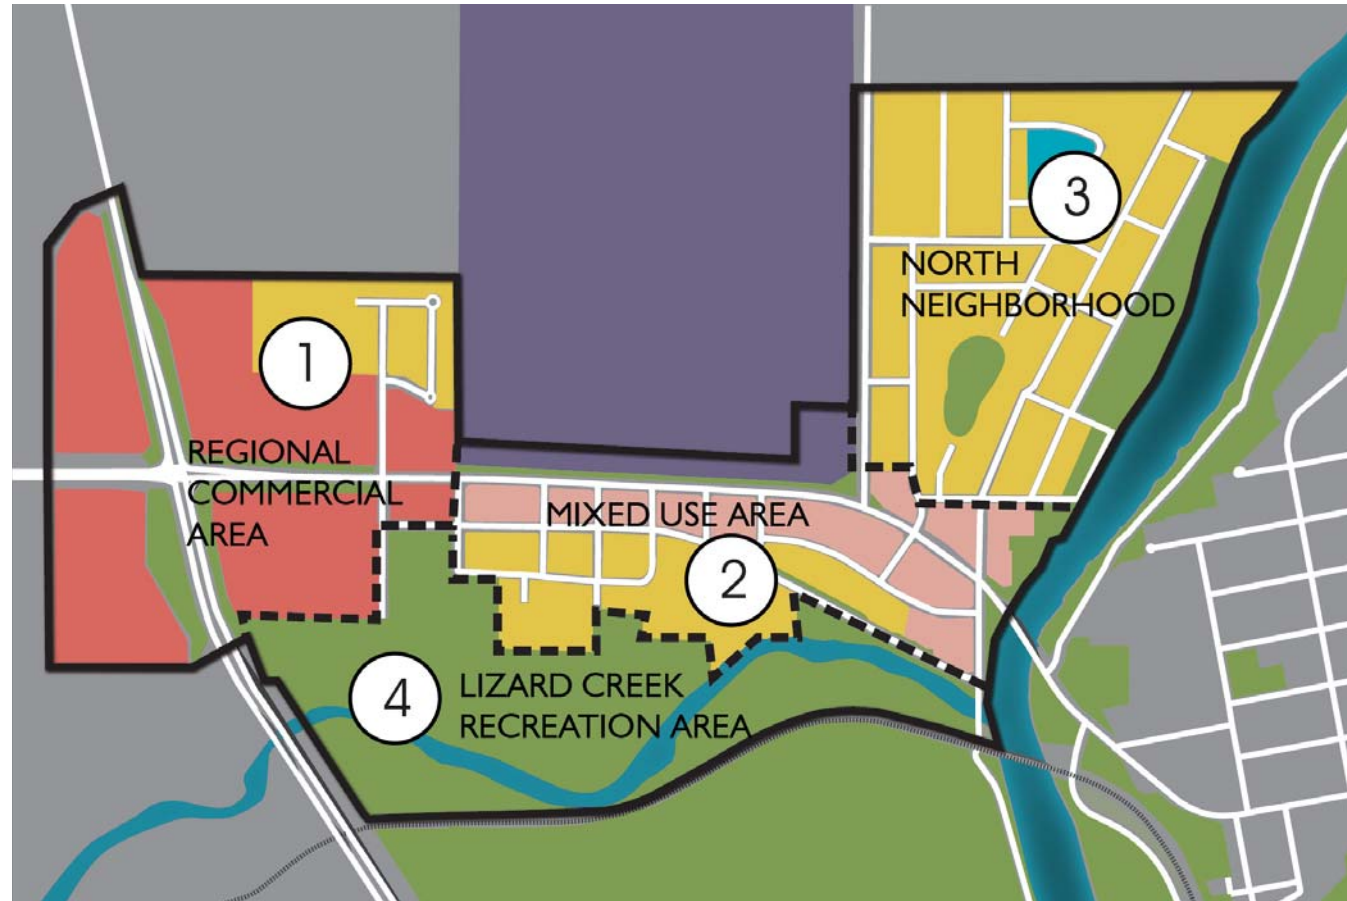 3
NORTH
NEIGHBORHOOD
1
REGIONAL
COMMERCIAL
AREA
MIXED USE AREA
2
4
LIZARD CREEK
RECREATION AREA